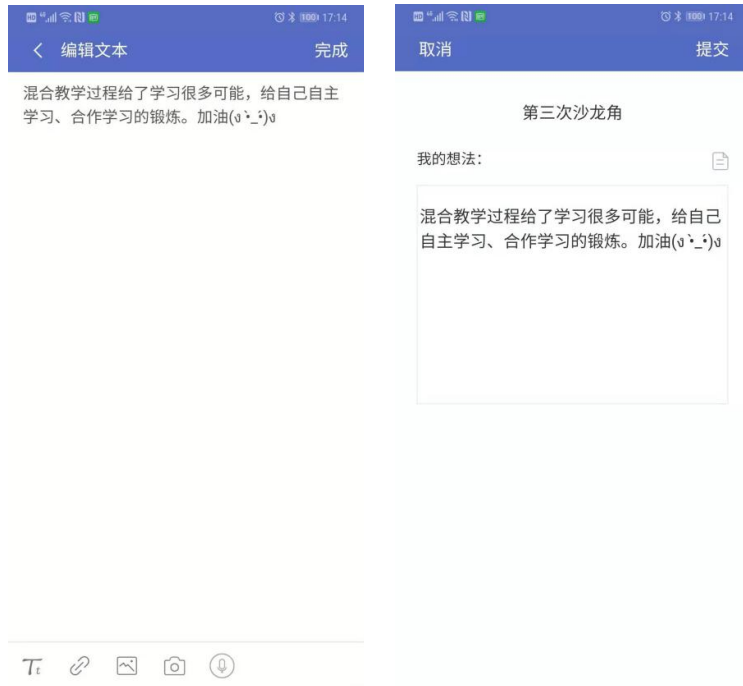 17:14
编辑文本
完成
混合教学过程给了学习很多可能，给自己自主
学习、合作学习的锻炼。加油(ง •̀_•́)ง
Tt
100 17:14
取消
提交
第三次沙龙角
我的想法：
混合教学过程给了学习很多可能，给自己
自主学习、合作学习的锻炼。加油(ง •̀_•́)ง